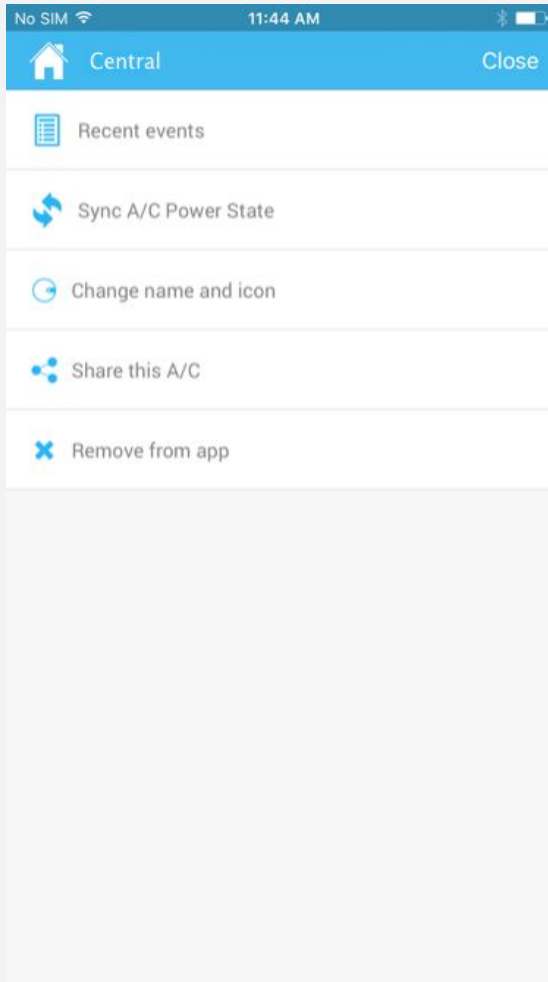 No SIM 11:44 AM
Central Close
Recent events
Sync A/C Power State
Change name and icon
Share this A/C
Remove from app